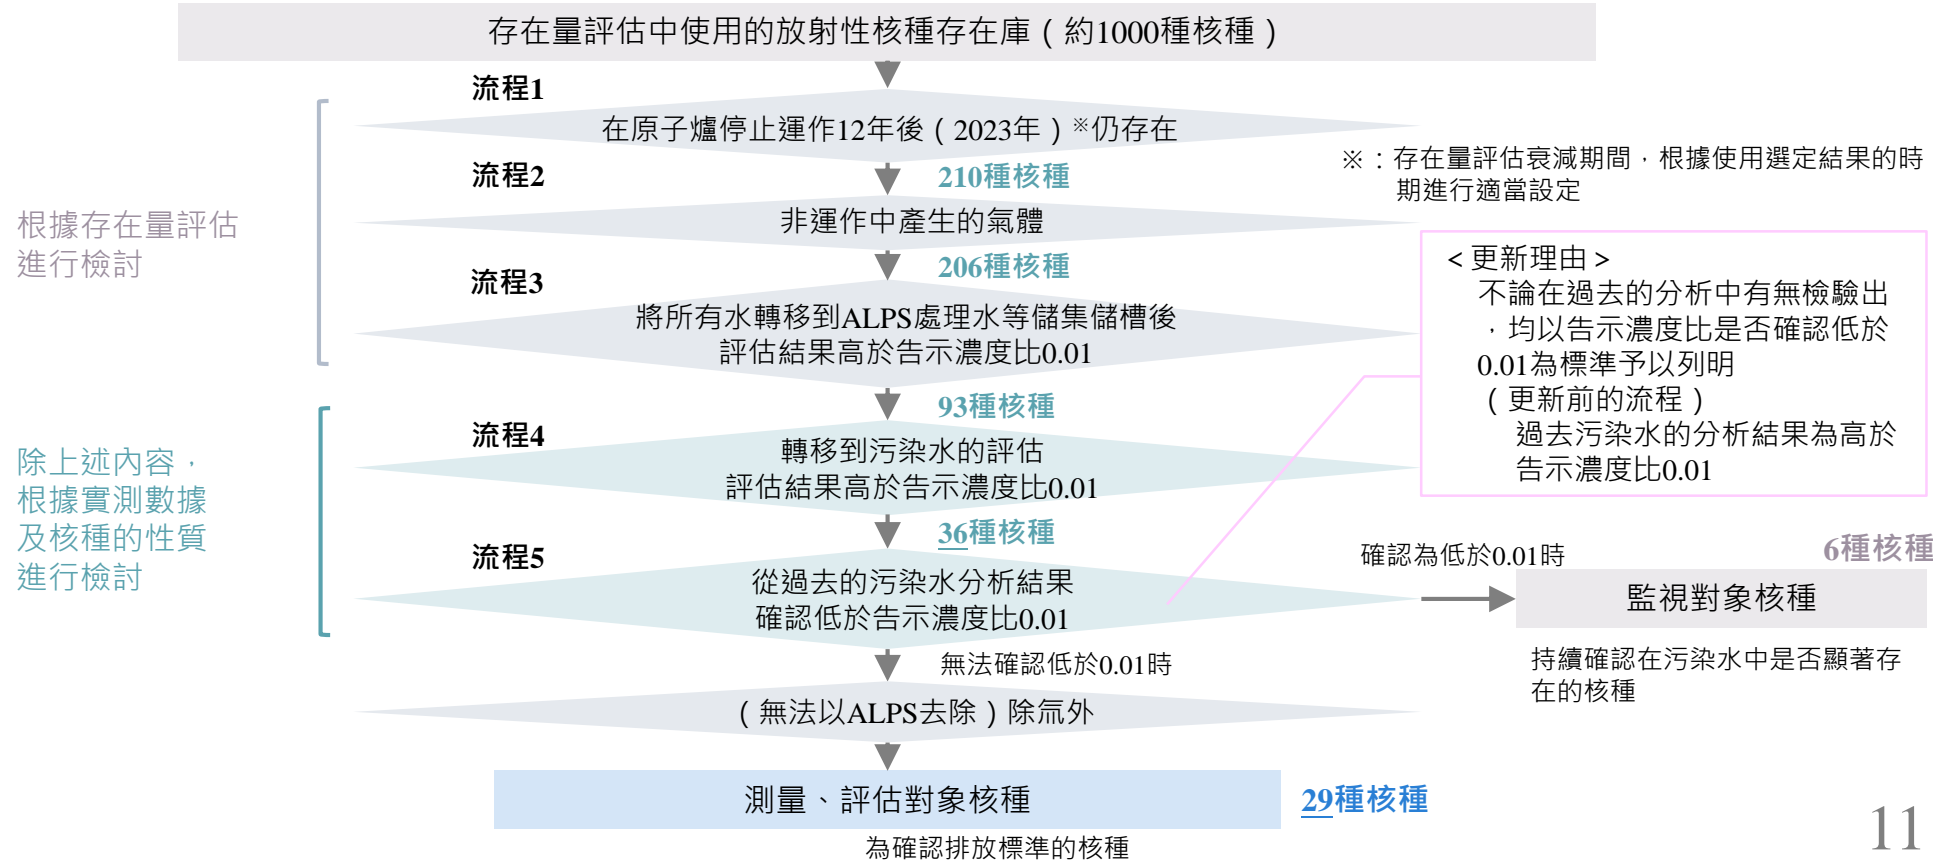 存在量評估中使用的放射性核種存在庫（約1000種核種）
流程1
在原子爐停止運作12年後（2023年）※仍存在
※：存在量評估衰減期間，根據使用選定結果的時
期進行適當設定
流程2
210種核種
非運作中產生的氣體
根據存在量評估
進行檢討
206種核種
流程3
將所有水轉移到ALPS處理水等儲集儲槽後
評估結果高於告示濃度比0.01
＜更新理由＞
不論在過去的分析中有無檢驗出
，均以告示濃度比是否確認低於
0.01為標準予以列明
（更新前的流程）
過去污染水的分析結果為高於
告示濃度比0.01
93種核種
流程4
轉移到污染水的評估
評估結果高於告示濃度比0.01
除上述內容，
根據實測數據
及核種的性質
進行檢討
36種核種
流程5
從過去的污染水分析結果
確認低於告示濃度比0.01
確認為低於0.01時
6種核種
監視對象核種
持續確認在污染水中是否顯著存
在的核種
無法確認低於0.01時
（無法以ALPS去除）除氚外
測量、評估對象核種
29種核種
為確認排放標準的核種
11